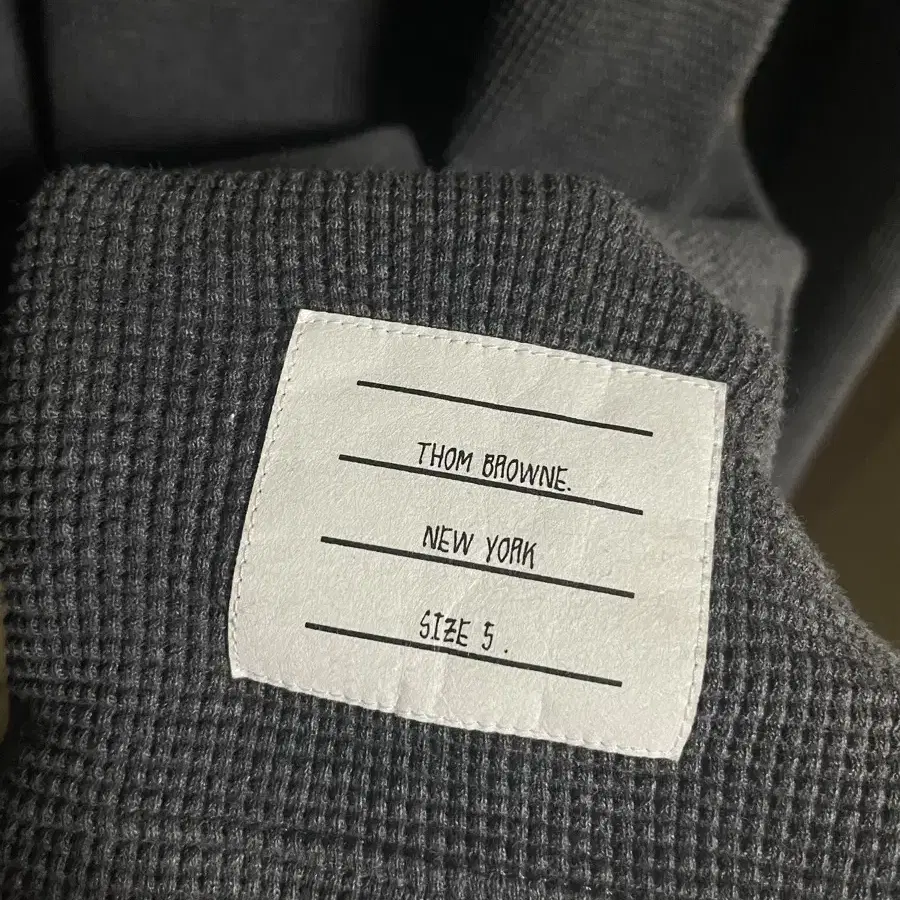 THOM BROWNE.
NEW YORK
SIZE 5.